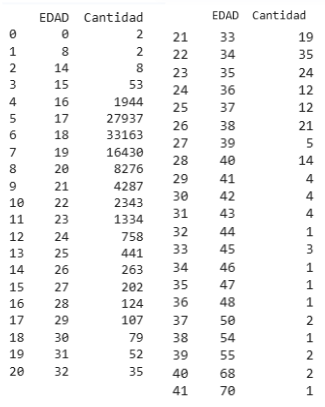 EDAD Cantidad
0 0 2
1 8 2
2 14 8
3 15 53
4 16 1944
5 17 27937
6 18 33163
7 19 16430
8 20 8276
9 21 4287
10 22 2343
11 23 1334
12 24 758
13 25 441
14 26 263
15 27 202
16 28 124
17 29 107
18 30 79
19 31 52
20 32 35
EDAD Cantidad
21 33 19
22 34 35
23 35 24
24 36 12
25 37 12
26 38 21
27 39 5
28 40 14
29 41 4
30 42 4
31 43 4
32 44 1
33 45 3
34 46 1
35 47 1
36 48 1
37 50 2
38 54 1
39 55 2
40 68 2
41 70 1